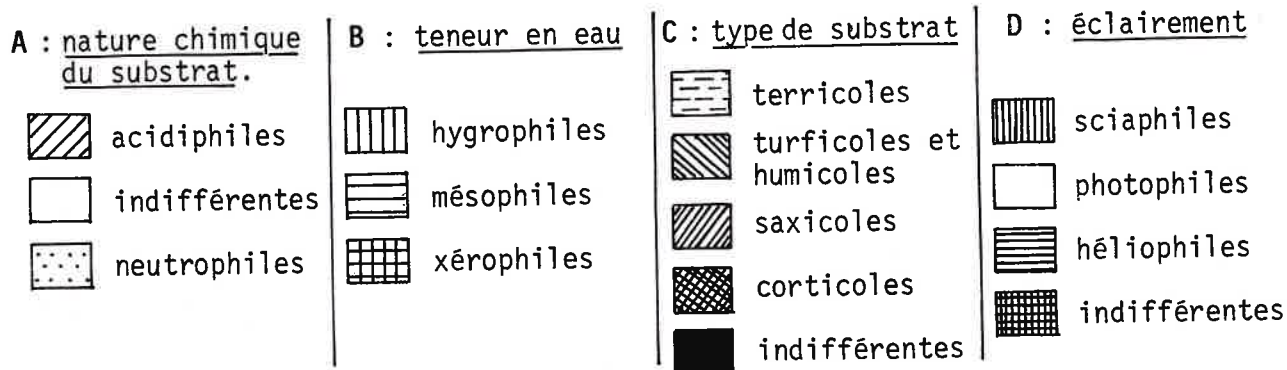 A : nature chimique
du substrat.
acidiphiles
indifférentes
neutrophiles
B : teneur en eau
hygrophiles
mésophiles
xérophiles
C : type de substrat
terricoles
turficoles et
humicoles
saxicoles
corticoles
indifférentes
D : éclairement
sciaphiles
photophiles
héliophiles
indifférentes